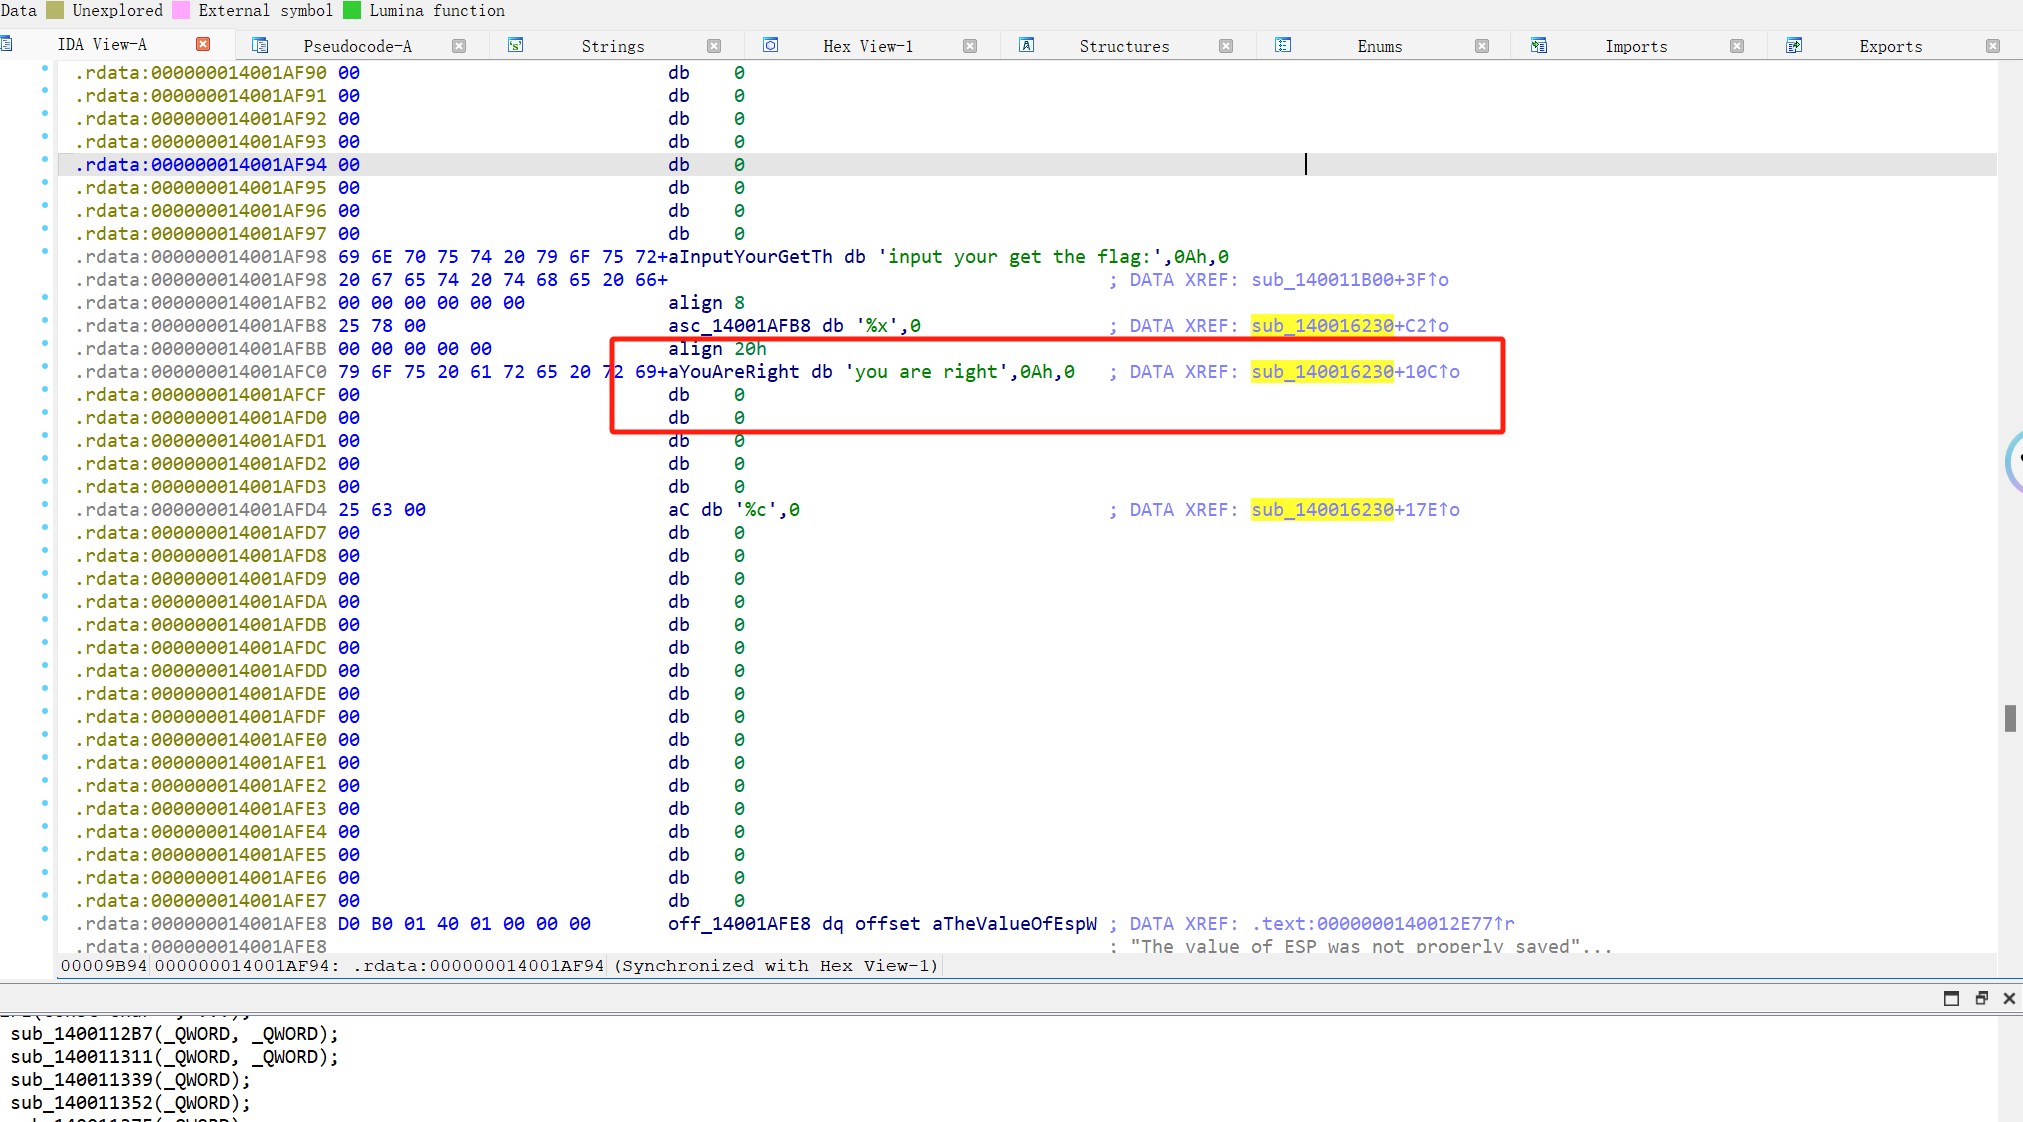 Data Unexplored External symbol Lumina function
IDA View-A Pseudocode-A Strings Hex View-1 Structures Enums Imports Exports
.rdata:000000014001AF90 00 db 0
.rdata:000000014001AF91 00 db 0
.rdata:000000014001AF92 00 db 0
.rdata:000000014001AF93 00 db 0
.rdata:000000014001AF94 00 db 0
.rdata:000000014001AF95 00 db 0
.rdata:000000014001AF96 00 db 0
.rdata:000000014001AF97 00 db 0
.rdata:000000014001AF98 69 6E 70 75 74 20 79 6F 75 72+aInputYourGetTh db 'input your get the flag:',0Ah,0
.rdata:000000014001AF98 20 67 65 74 20 74 68 65 20 66+ ; DATA XREF: sub_140011B00+3F↑o
.rdata:000000014001AFB2 00 00 00 00 00 00 align 8
.rdata:000000014001AFB8 25 78 00 asc_14001AFB8 db '%x',0 ; DATA XREF: sub_140016230+C2↑o
.rdata:000000014001AFBB 00 00 00 00 00 align 20h
.rdata:000000014001AFC0 79 6F 75 20 61 72 65 20 72 69+aYouAreRight db 'you are right',0Ah,0 ; DATA XREF: sub_140016230+10C↑o
.rdata:000000014001AFCF 00 db 0
.rdata:000000014001AFD0 00 db 0
.rdata:000000014001AFD1 00 db 0
.rdata:000000014001AFD2 00 db 0
.rdata:000000014001AFD3 00 db 0
.rdata:000000014001AFD4 25 63 00 aC db '%c',0 ; DATA XREF: sub_140016230+17E↑o
.rdata:000000014001AFD7 00 db 0
.rdata:000000014001AFD8 00 db 0
.rdata:000000014001AFD9 00 db 0
.rdata:000000014001AFDA 00 db 0
.rdata:000000014001AFDB 00 db 0
.rdata:000000014001AFDC 00 db 0
.rdata:000000014001AFDD 00 db 0
.rdata:000000014001AFDE 00 db 0
.rdata:000000014001AFDF 00 db 0
.rdata:000000014001AFE0 00 db 0
.rdata:000000014001AFE1 00 db 0
.rdata:000000014001AFE2 00 db 0
.rdata:000000014001AFE3 00 db 0
.rdata:000000014001AFE4 00 db 0
.rdata:000000014001AFE5 00 db 0
.rdata:000000014001AFE6 00 db 0
.rdata:000000014001AFE7 00 db 0
.rdata:000000014001AFE8 D0 B0 01 40 01 00 00 00 off_14001AFE8 dq offset aTheValueOfEspW ; DATA XREF: .text:0000000140012E77↑r
.rdata:000000014001AFE8 ; "The value of ESP was not properly saved"...
00009B94 000000014001AF94: .rdata:000000014001AF94 (Synchronized with Hex View-1)
sub_1400112B7(_QWORD, _QWORD);
sub_140011311(_QWORD, _QWORD);
sub_140011339(_QWORD);
sub_140011352(_QWORD);